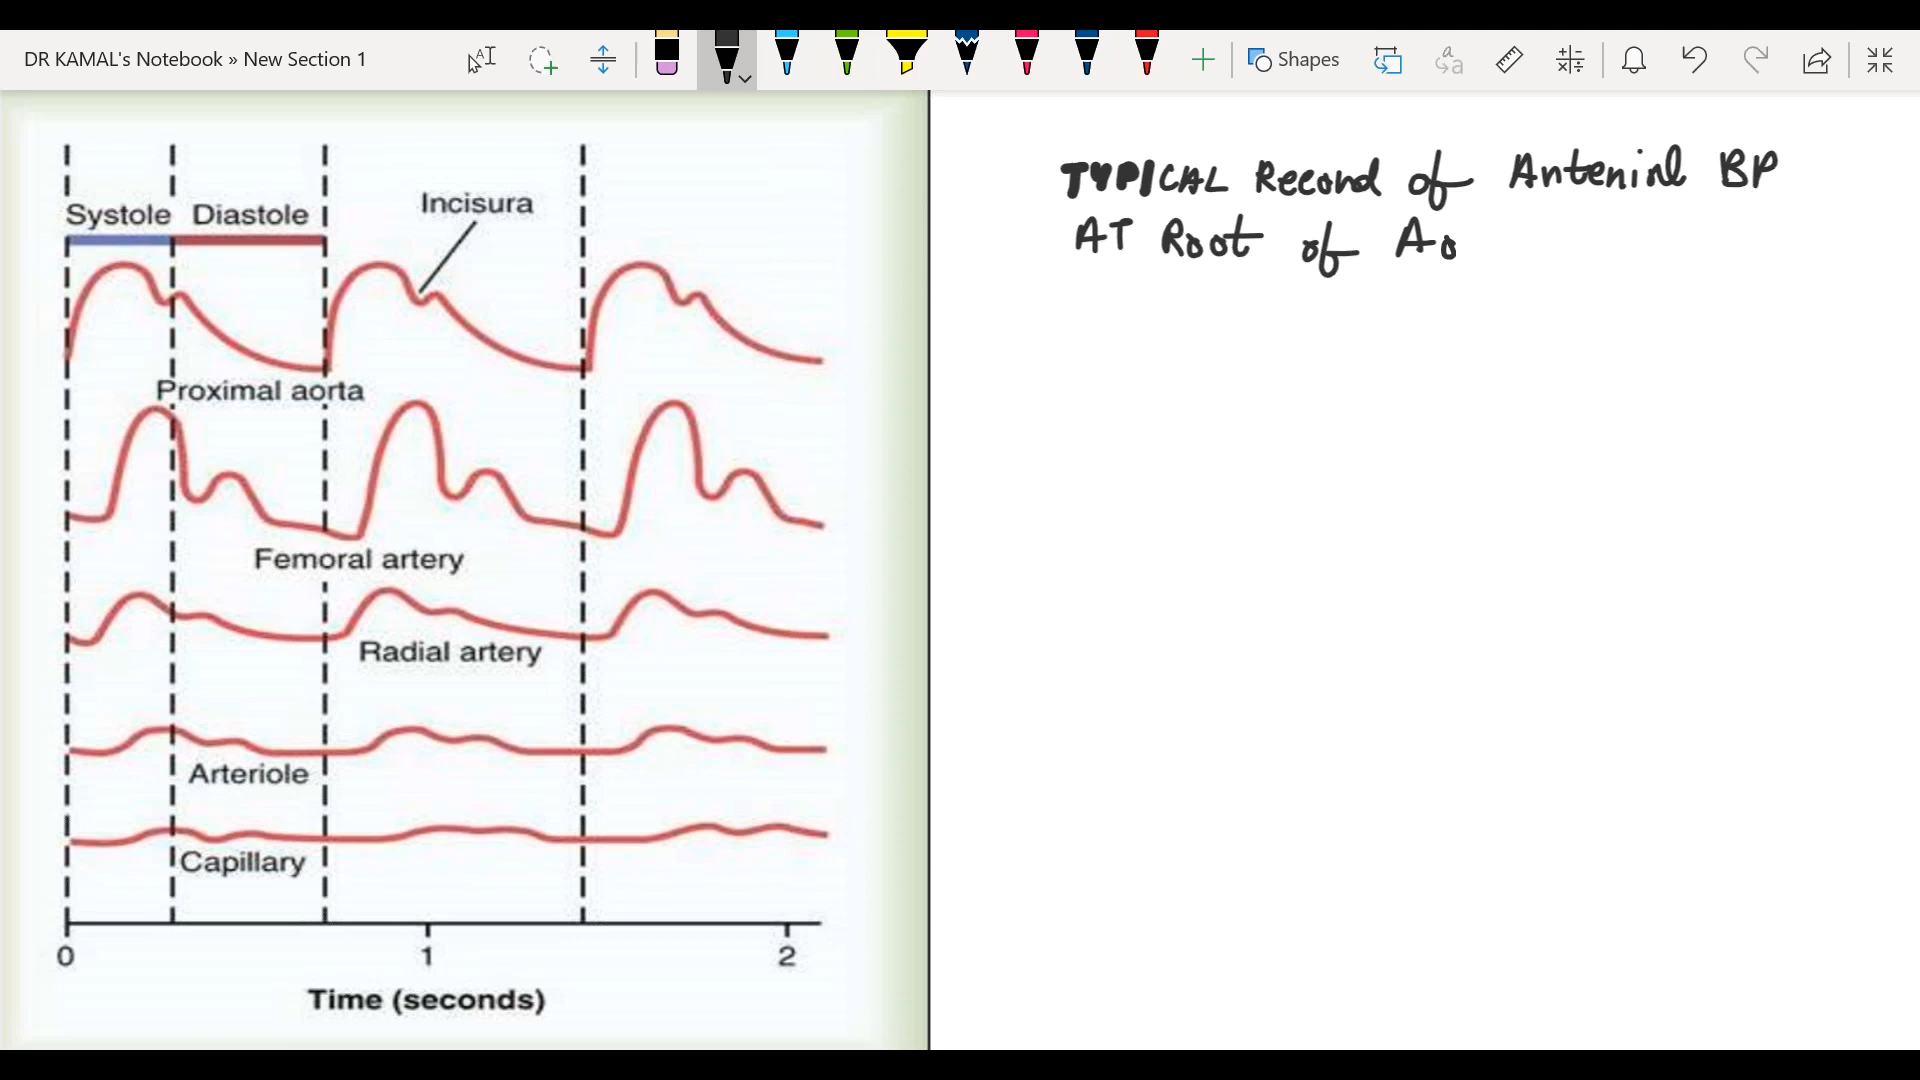 DR KAMAL's Notebook » New Section 1
Shapes
Systole Diastole
Incisura
Proximal aorta
Femoral artery
Radial artery
Arteriole
Capillary
0 1 2
Time (seconds)
TYPICAL Record of Arterial BP
AT Root of Ao